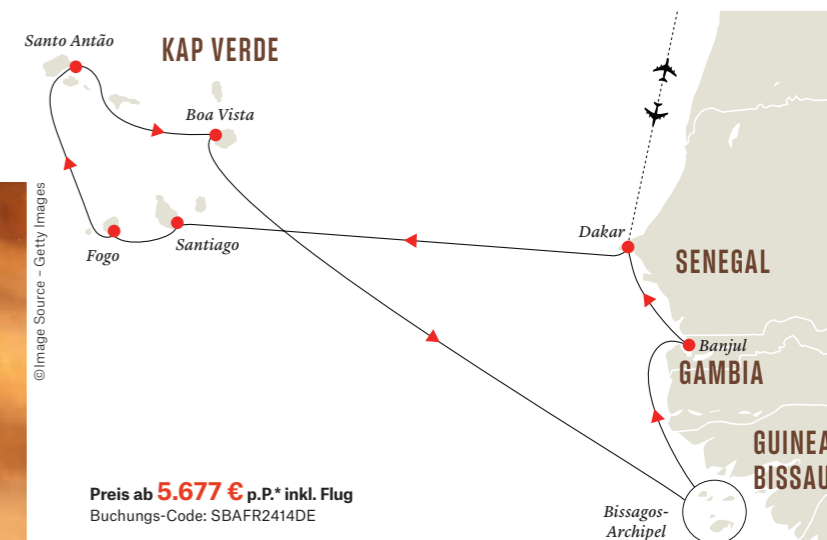 Santo Antão
KAP VERDE
Boa Vista
©Image Source – Getty Images
Fogo
Santiago
Dakar
SENEGAL
Banjul
GAMBIA
GUINEA
BISSAU
Preis ab 5.677 € p.P.* inkl. Flug
Buchungs-Code: SBAFR2414DE
Bissagos-
Archipel